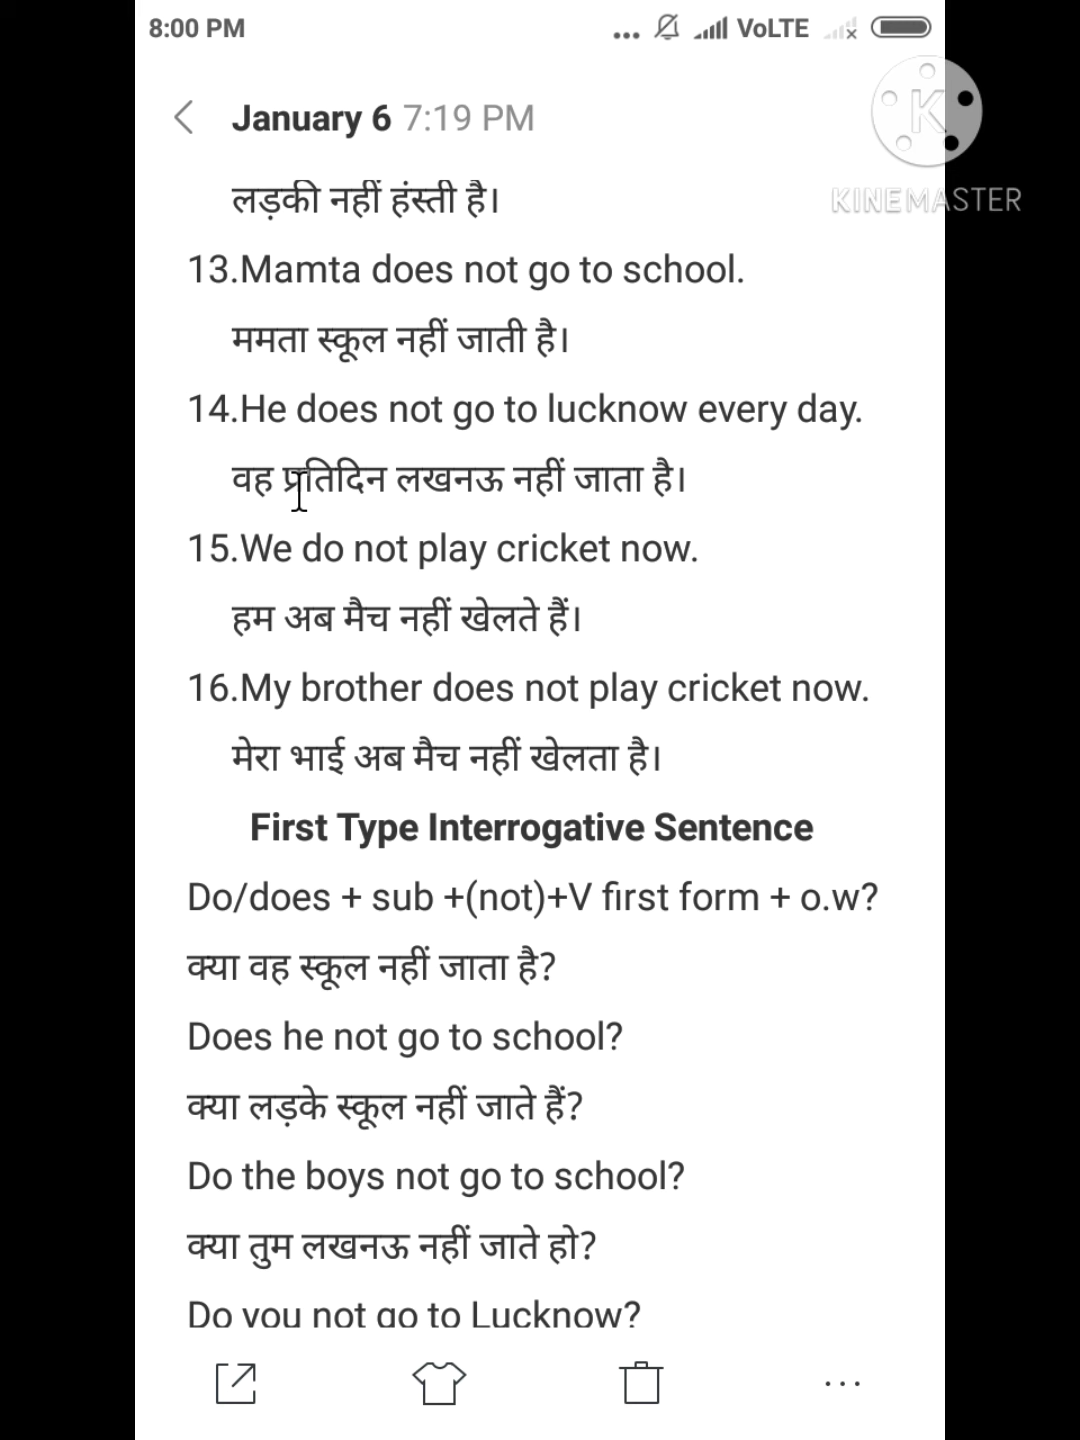 8:00 PM
... VoLTE
January 6 7:19 PM
K
KINEMASTER
लड़की नहीं हंस्ती है।
13.Mamta does not go to school.
ममता स्कूल नहीं जाती है।
14.He does not go to lucknow every day.
वह प्रतिदिन लखनऊ नहीं जाता है।
15.We do not play cricket now.
हम अब मैच नहीं खेलते हैं।
16.My brother does not play cricket now.
मेरा भाई अब मैच नहीं खेलता है।
First Type Interrogative Sentence
Do/does + sub +(not)+V first form + o.w?
क्या वह स्कूल नहीं जाता है?
Does he not go to school?
क्या लड़के स्कूल नहीं जाते हैं?
Do the boys not go to school?
क्या तुम लखनऊ नहीं जाते हो?
Do you not go to Lucknow?